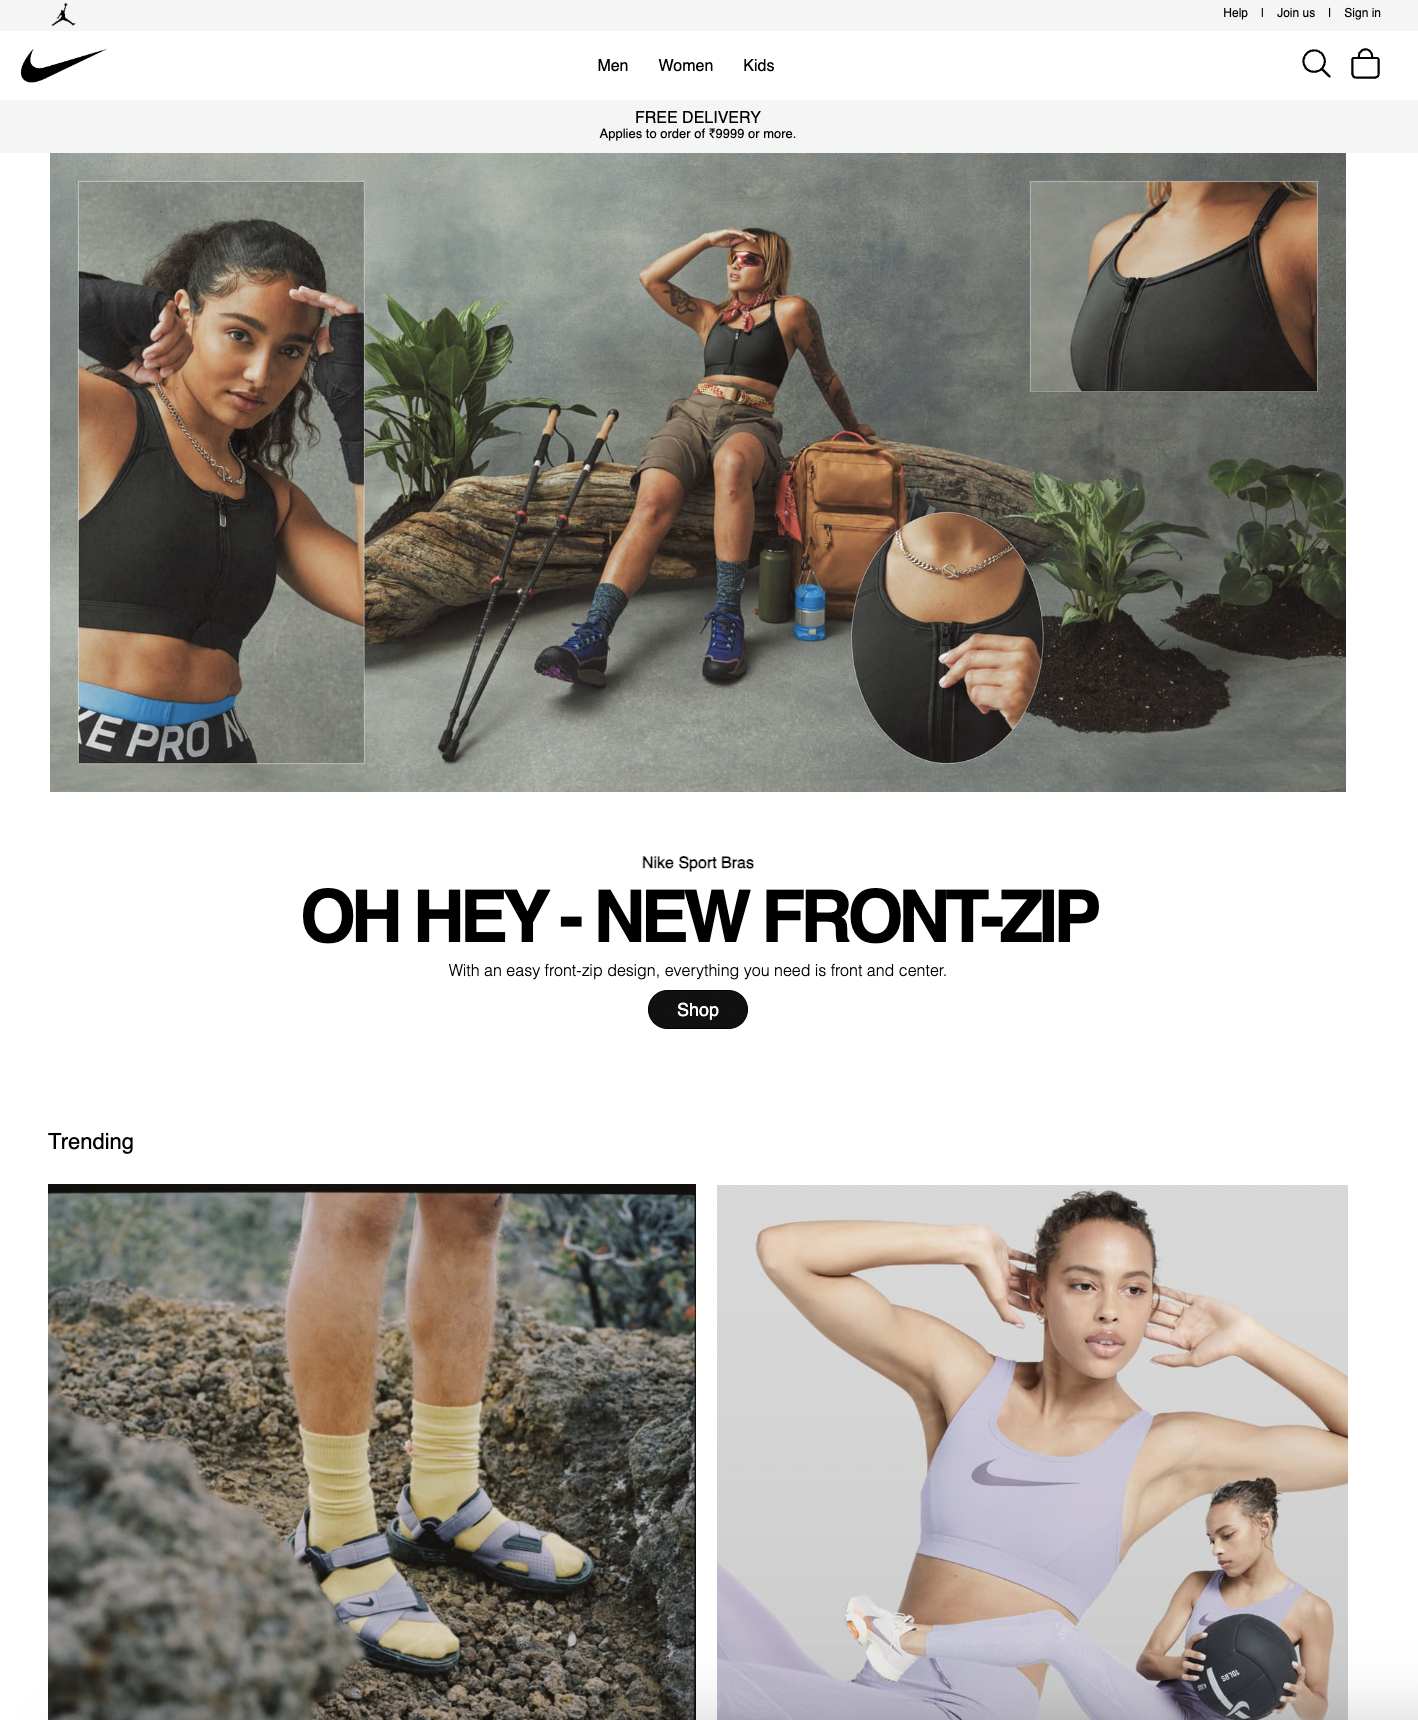 Help | Join us | Sign in
Men Women Kids
FREE DELIVERY
Applies to order of ₹9999 or more.
KE PRO N
Nike Sport Bras
OH HEY - NEW FRONT-ZIP
With an easy front-zip design, everything you need is front and center.
Shop
Trending
10LBS